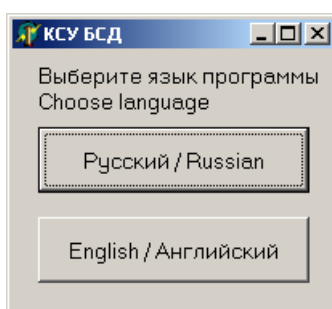 КСУ БСД
Выберите язык программы
Choose language
Русский / Russian
English / Английский